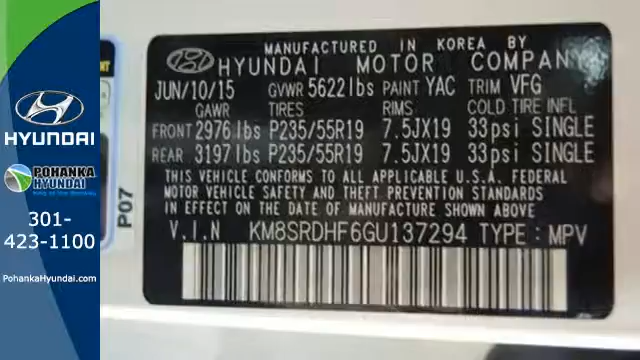 HYUNDAI
POHANKA
HYUNDAI
301-
423-1100
PohankaHyundai.com
P07
MANUFACTURED IN KOREA BY
HYUNDAI MOTOR COMPANY
JUN/10/15 GVWR 5622lbs PAINT YAC TRIM VFG
GAWR TIRES RIMS COLD TIRE INFL
FRONT 2976lbs P235/55R19 7.5JX19 33psi SINGLE
REAR 3197lbs P235/55R19 7.5JX19 33psi SINGLE
THIS VEHICLE CONFORMS TO ALL APPLICABLE U.S.A. FEDERAL
MOTOR VEHICLE SAFETY AND THEFT PREVENTION STANDARDS
IN EFFECT ON THE DATE OF MANUFACTURE SHOWN ABOVE
V.I.N KM8SRDHF6GU137294 TYPE : MPV